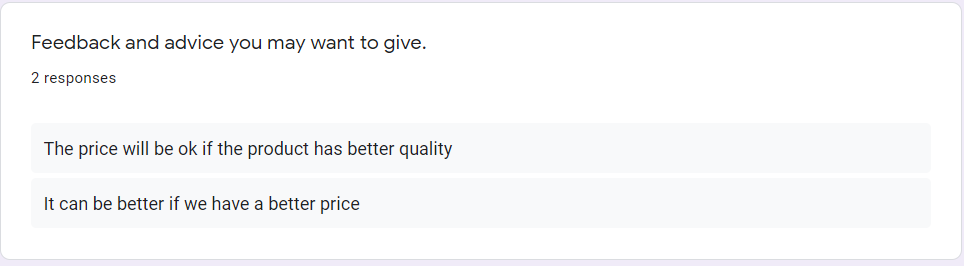 Feedback and advice you may want to give.
2 responses
The price will be ok if the product has better quality
It can be better if we have a better price